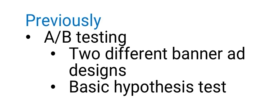 Previously
• A/B testing
• Two different banner ad
designs
• Basic hypothesis test